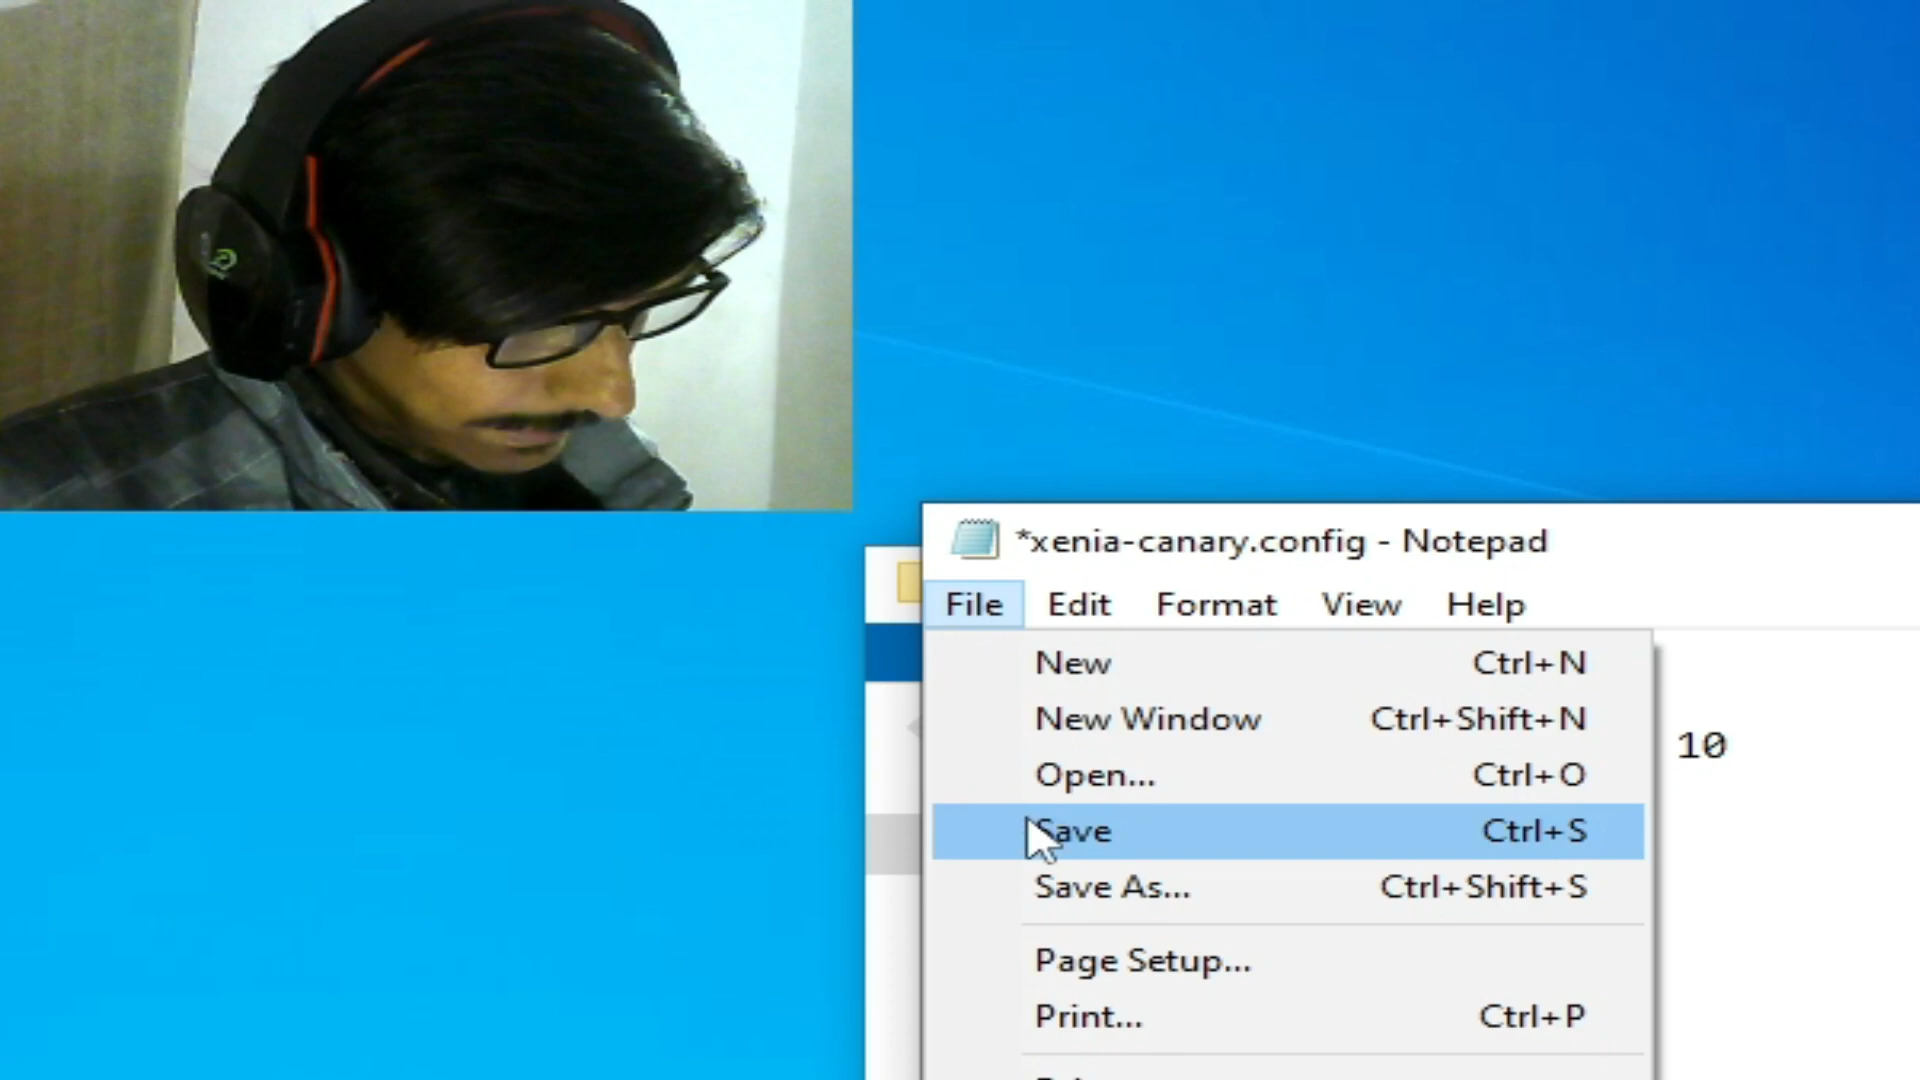 *xenia-canary.config - Notepad
File Edit Format View Help
New Ctrl+N
New Window Ctrl+Shift+N
Open... Ctrl+O
Save Ctrl+S
Save As... Ctrl+Shift+S
Page Setup...
Print... Ctrl+P
10